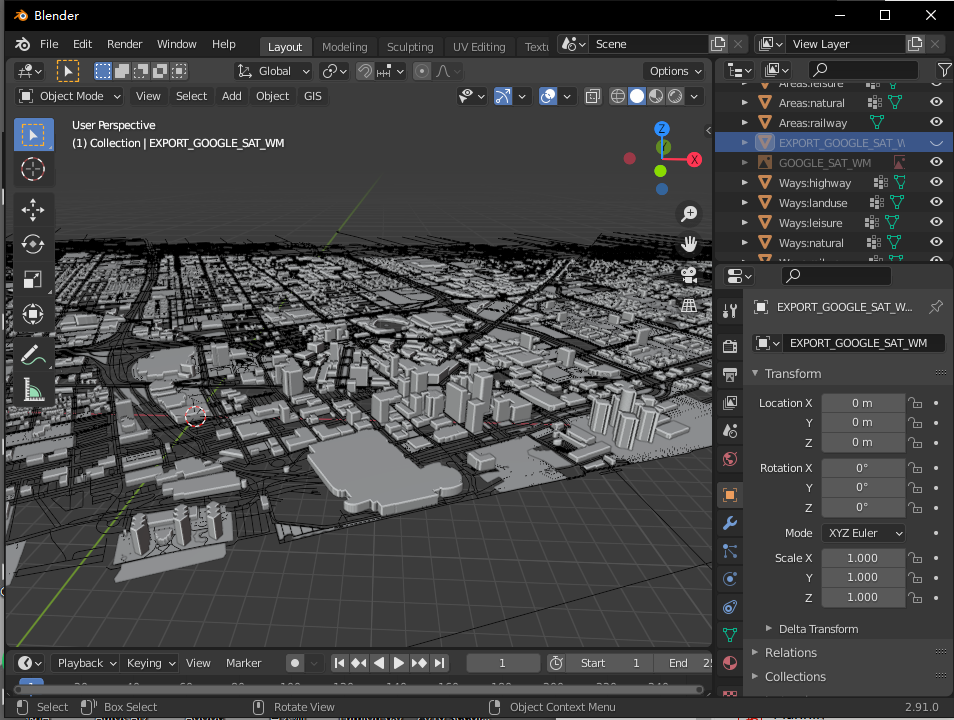 Blender
File Edit Render Window Help Layout Modeling Sculpting UV Editing Scene View Layer
Global Options
Object Mode View Select Add Object GIS
User Perspective
(1) Collection | EXPORT_GOOGLE_SAT_WM
Z
Y
X
Areas:leisure
Areas:natural
Areas:railway
EXPORT_GOOGLE_SAT_W
GOOGLE_SAT_WM
Ways:highway
Ways:landuse
Ways:leisure
Ways:natural
EXPORT_GOOGLE_SAT_W...
EXPORT_GOOGLE_SAT_WM
Transform
Location X 0 m
Y 0 m
Z 0 m
Rotation X 0°
Y 0°
Z 0°
Mode XYZ Euler
Scale X 1.000
Y 1.000
Z 1.000
Delta Transform
Relations
Collections
Playback Keying View Marker 1 Start 1 End
Select Box Select Rotate View Object Context Menu 2.91.0